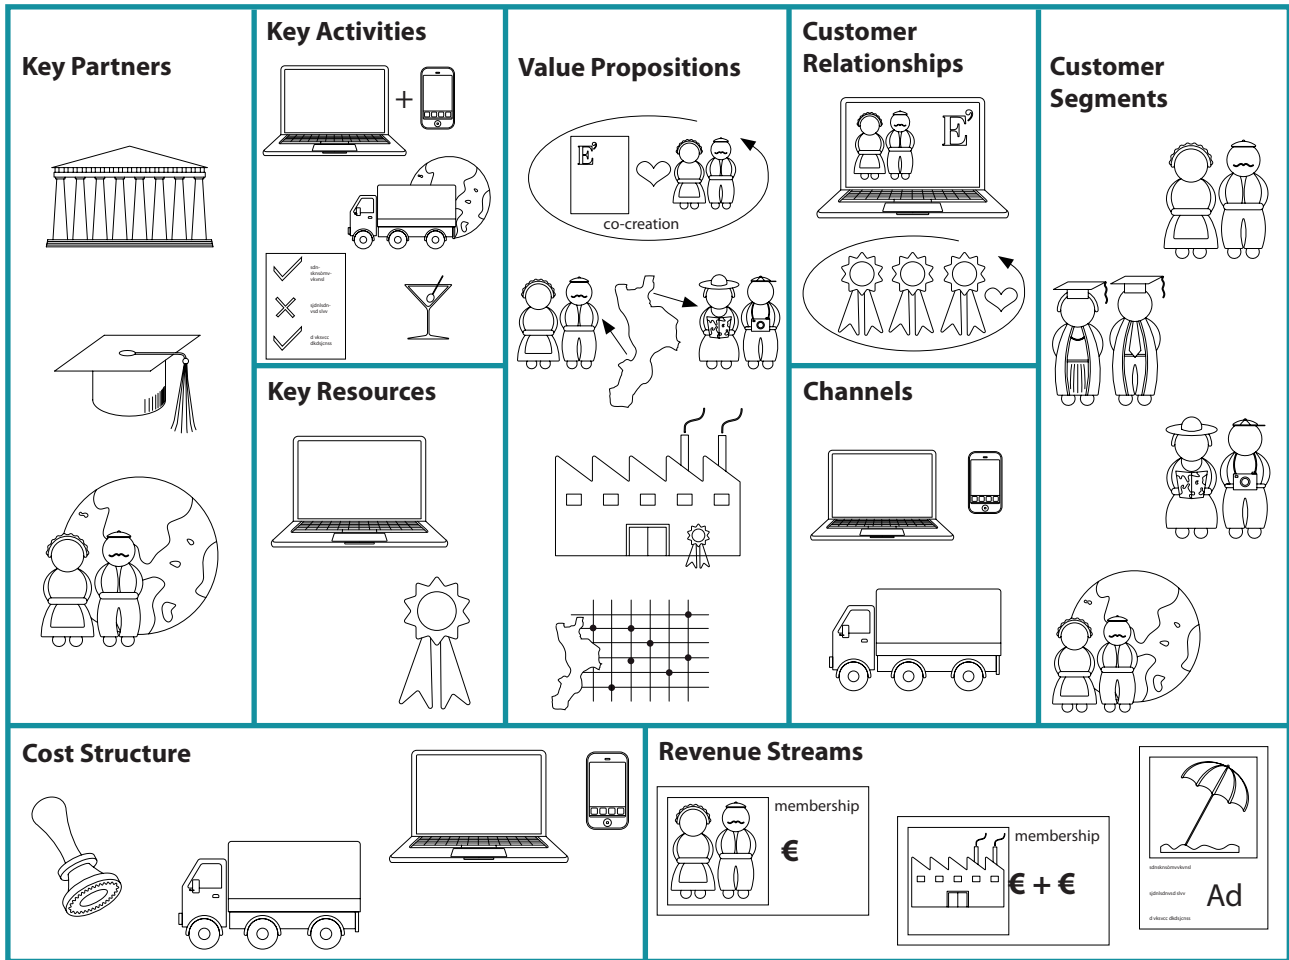 Key Partners
Key Activities
+
Value Propositions
E'
co-creation
Customer
Relationships
E'
Customer
Segments
Key Resources
Channels
Cost Structure
Revenue Streams
membership
€
membership
€ + €
Ad